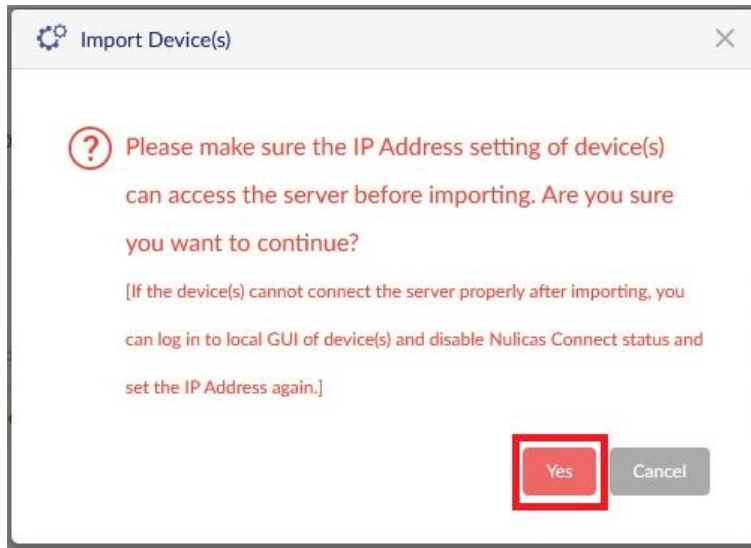 Import Device(s)
Please make sure the IP Address setting of device(s)
can access the server before importing. Are you sure
you want to continue?
[If the device(s) cannot connect the server properly after importing, you
can log in to local GUI of device(s) and disable Nulicas Connect status and
set the IP Address again.]
Yes
Cancel